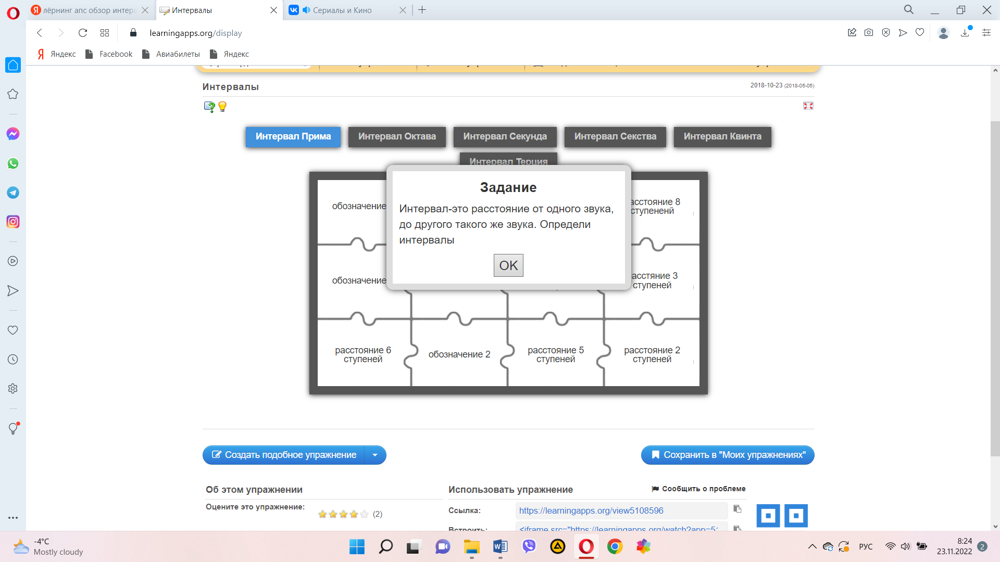 лёрнинг апс обзор интера
Интервалы
Сериалы и Кино
learningapps.org/display
Яндекс
Facebook
Авиабилеты
Яндекс
Интервалы
2018-10-23 (2018-05-05)
Интервал Прима
Интервал Октава
Интервал Секунда
Интервал Секства
Интервал Квинта
Интервал Терция
Задание
Интервал-это расстояние от одного звука,
до другого такого же звука. Определи
интервалы
OK
обозначение
асстояние 8
ступененй
обозначение
асстяние 3
ступеней
расстояние 6
ступеней
обозначение 2
расстояние 5
ступеней
расстояние 2
ступеней
Создать подобное упражнение
Сохранить в "Моих упражнениях"
Об этом упражнении
Использовать упражнение
Сообщить о проблеме
Оцените это упражнение:
(2)
Ссылка:
https://learningapps.org/view5108596
Встроить:
<iframe src="https://learningapps.org/watch?app=51
-4°C
Mostly cloudy
РУС
8:24
23.11.2022
2